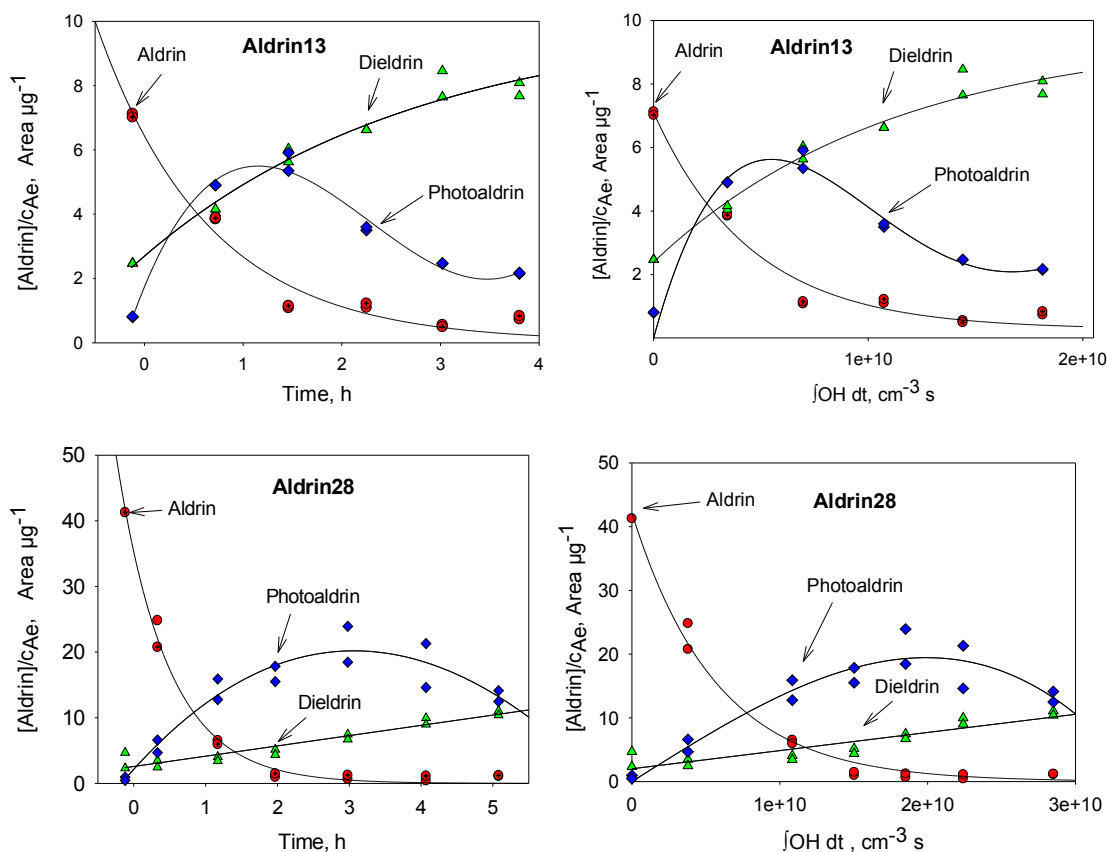 Aldrin13
Aldrin
Dieldrin
Photoaldrin
[Aldrin]/cAe, Area µg-1
10
8
6
4
2
0
0 1 2 3 4
Time, h
Aldrin13
Aldrin
Dieldrin
Photoaldrin
[Aldrin]/cAe, Area µg-1
10
8
6
4
2
0 1e+10 2e+10
∫OH dt, cm-3 s
Aldrin28
Aldrin
Photoaldrin
Dieldrin
[Aldrin]/cAe, Area µg-1
50
40
30
20
10
0
0 1 2 3 4 5
Time, h
Aldrin28
Aldrin
Photoaldrin
Dieldrin
[Aldrin]/cAe, Area µg-1
50
40
30
20
10
0
0 1e+10 2e+10 3e+10
∫OH dt , cm-3 s